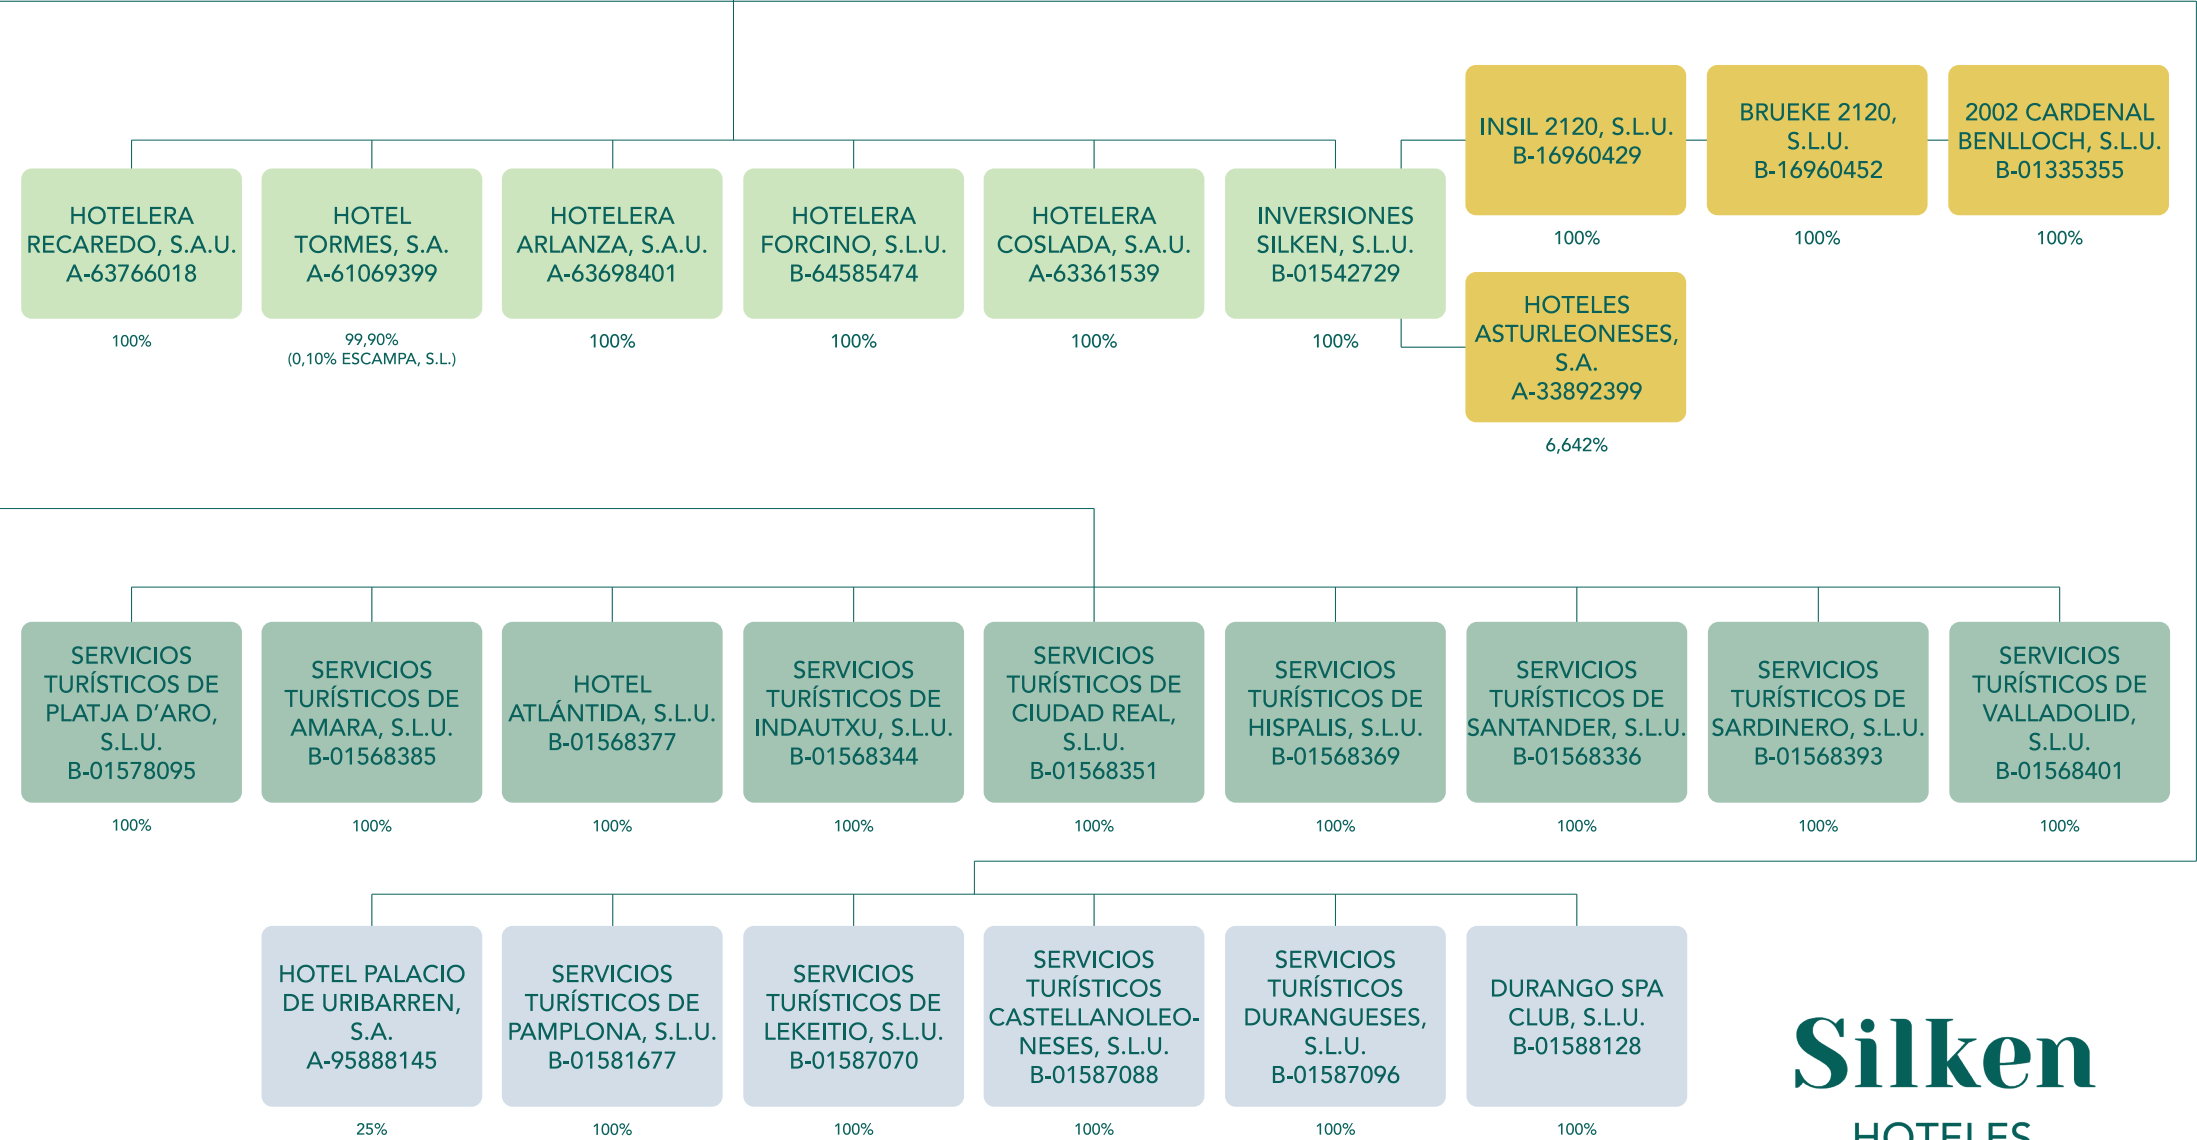 HOTELERA
RECAREDO, S.A.U.
A-63766018
100%
HOTEL
TORMES, S.A.
A-61069399
99,90%
(0,10% ESCAMPA, S.L.)
HOTELERA
ARLANZA, S.A.U.
A-63698401
100%
HOTELERA
FORCINO, S.L.U.
B-64585474
100%
HOTELERA
COSLADA, S.A.U.
A-63361539
100%
INVERSIONES
SILKEN, S.L.U.
B-01542729
100%
INSIL 2120, S.L.U.
B-16960429
100%
BRUEKE 2120,
S.L.U.
B-16960452
100%
2002 CARDENAL
BENLLOCH, S.L.U.
B-01335355
100%
HOTELES
ASTURLEONESES,
S.A.
A-33892399
6,642%
SERVICIOS
TURÍSTICOS DE
PLATJA D’ARO,
S.L.U.
B-01578095
100%
SERVICIOS
TURÍSTICOS DE
AMARA, S.L.U.
B-01568385
100%
HOTEL
ATLÁNTIDA, S.L.U.
B-01568377
100%
SERVICIOS
TURÍSTICOS DE
INDAUTXU, S.L.U.
B-01568344
100%
SERVICIOS
TURÍSTICOS DE
CIUDAD REAL,
S.L.U.
B-01568351
100%
SERVICIOS
TURÍSTICOS DE
HISPALIS, S.L.U.
B-01568369
100%
SERVICIOS
TURÍSTICOS DE
SANTANDER, S.L.U.
B-01568336
100%
SERVICIOS
TURÍSTICOS DE
SARDINERO, S.L.U.
B-01568393
100%
SERVICIOS
TURÍSTICOS DE
VALLADOLID,
S.L.U.
B-01568401
100%
HOTEL PALACIO
DE URIBARREN,
S.A.
A-95888145
25%
SERVICIOS
TURÍSTICOS DE
PAMPLONA, S.L.U.
B-01581677
100%
SERVICIOS
TURÍSTICOS DE
LEKEITIO, S.L.U.
B-01587070
100%
SERVICIOS
TURÍSTICOS
CASTELLANOLEO-
NESES, S.L.U.
B-01587088
100%
SERVICIOS
TURÍSTICOS
DURANGUESES,
S.L.U.
B-01587096
100%
DURANGO SPA
CLUB, S.L.U.
B-01588128
100%
Silken
HOTELES